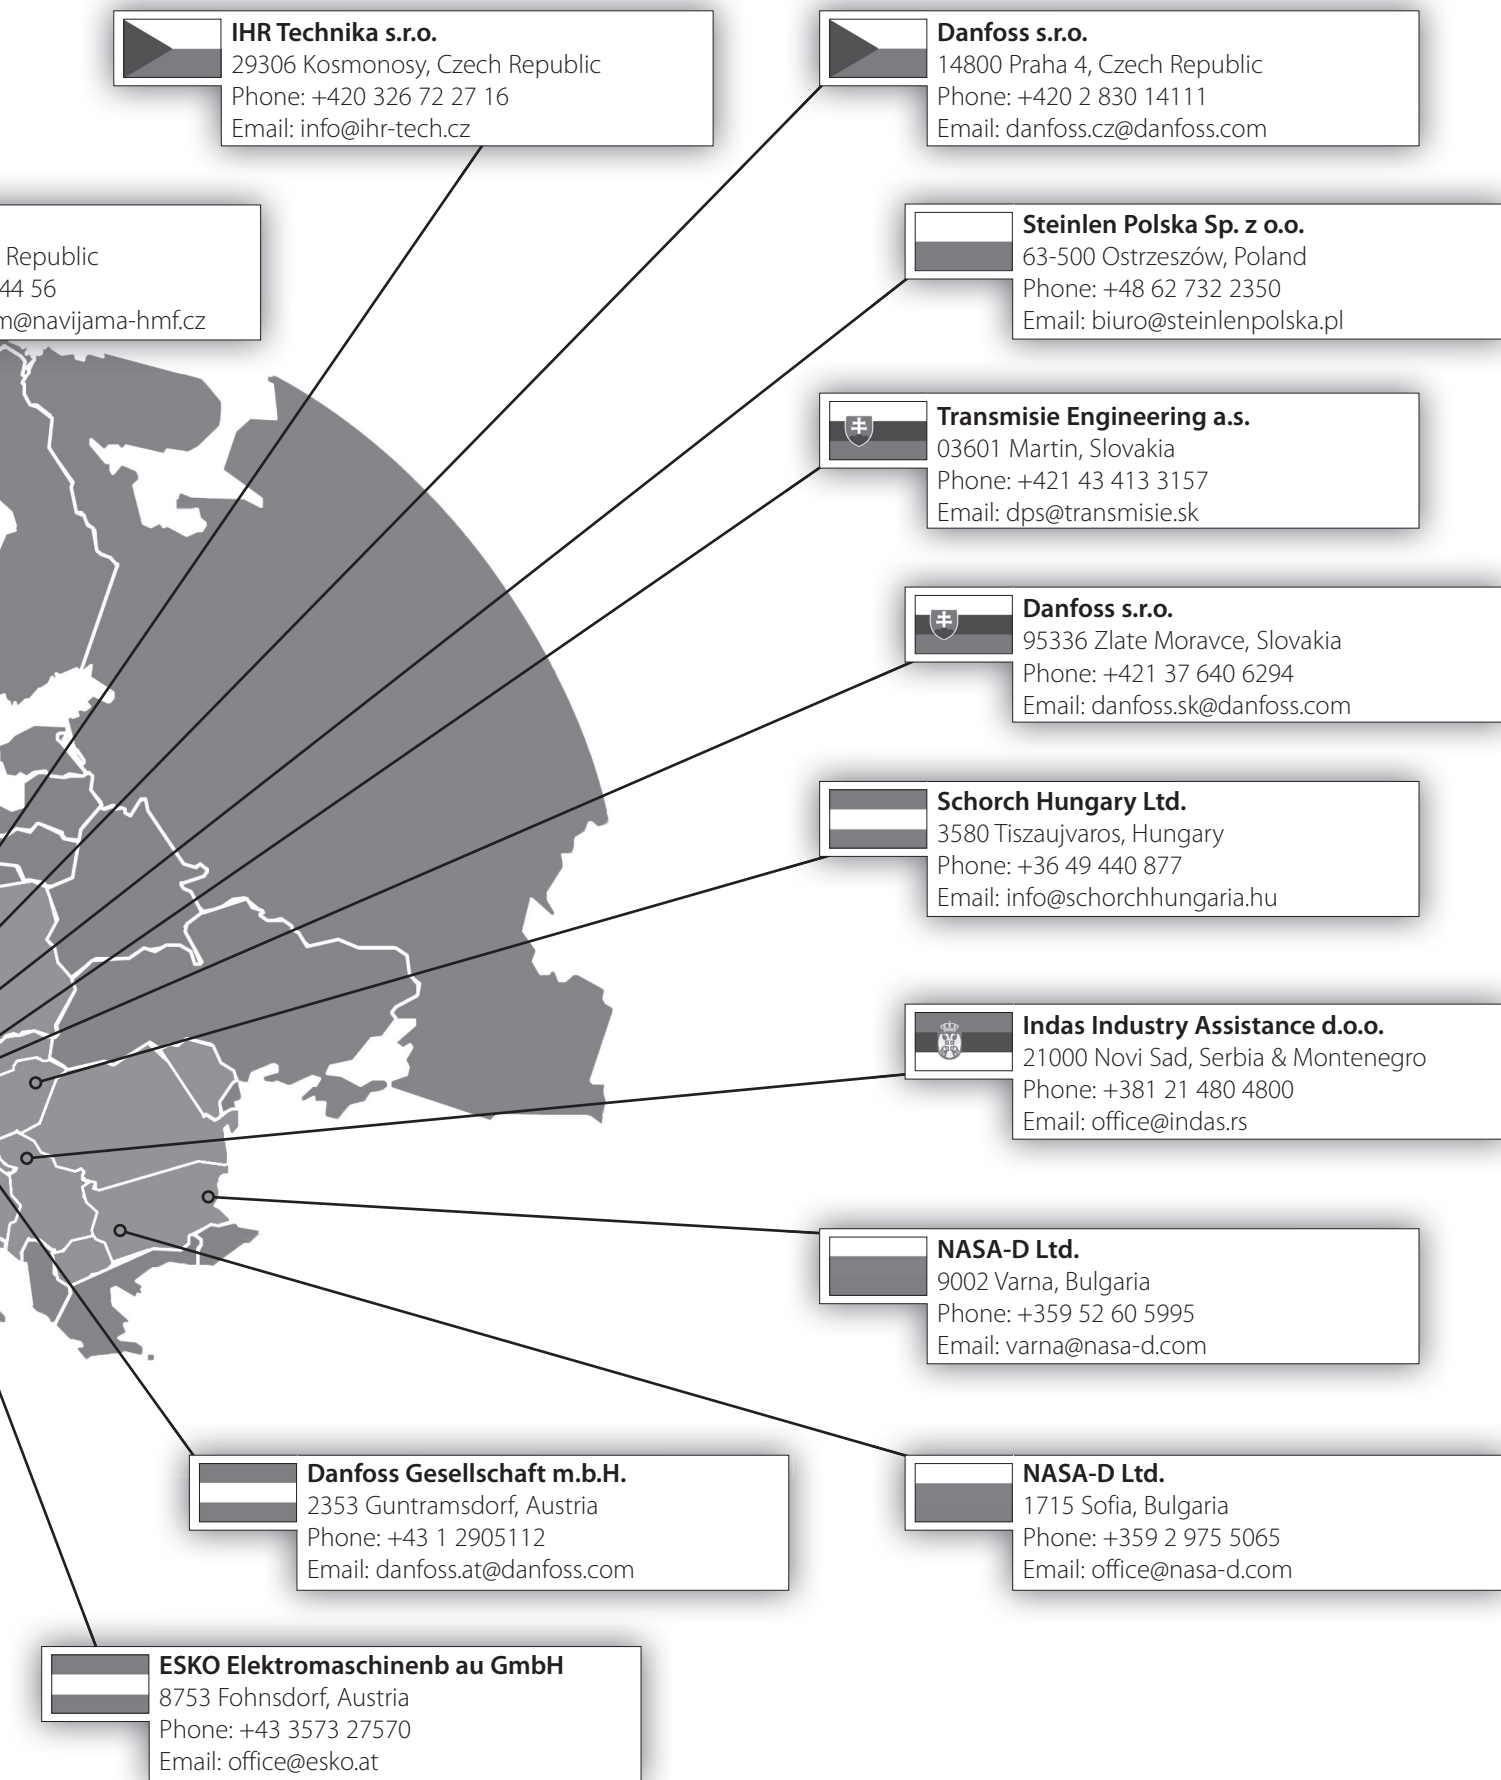 IHR Technika s.r.o.
29306 Kosmonosy, Czech Republic
Phone: +420 326 72 27 16
Email: info@ihr-tech.cz
Danfoss s.r.o.
14800 Praha 4, Czech Republic
Phone: +420 2 830 14111
Email: danfoss.cz@danfoss.com
Republic
44 56
m@navijama-hmf.cz
Steinlen Polska Sp. z o.o.
63-500 Ostrzeszów, Poland
Phone: +48 62 732 2350
Email: biuro@steinlenpolska.pl
Transmisie Engineering a.s.
03601 Martin, Slovakia
Phone: +421 43 413 3157
Email: dps@transmisie.sk
Danfoss s.r.o.
95336 Zlate Moravce, Slovakia
Phone: +421 37 640 6294
Email: danfoss.sk@danfoss.com
Schorch Hungary Ltd.
3580 Tiszaujvaros, Hungary
Phone: +36 49 440 877
Email: info@schorchhungaria.hu
Indas Industry Assistance d.o.o.
21000 Novi Sad, Serbia & Montenegro
Phone: +381 21 480 4800
Email: office@indas.rs
NASA-D Ltd.
9002 Varna, Bulgaria
Phone: +359 52 60 5995
Email: varna@nasa-d.com
Danfoss Gesellschaft m.b.H.
2353 Guntramsdorf, Austria
Phone: +43 1 2905112
Email: danfoss.at@danfoss.com
NASA-D Ltd.
1715 Sofia, Bulgaria
Phone: +359 2 975 5065
Email: office@nasa-d.com
ESKO Elektromaschinenb au GmbH
8753 Fohnsdorf, Austria
Phone: +43 3573 27570
Email: office@esko.at